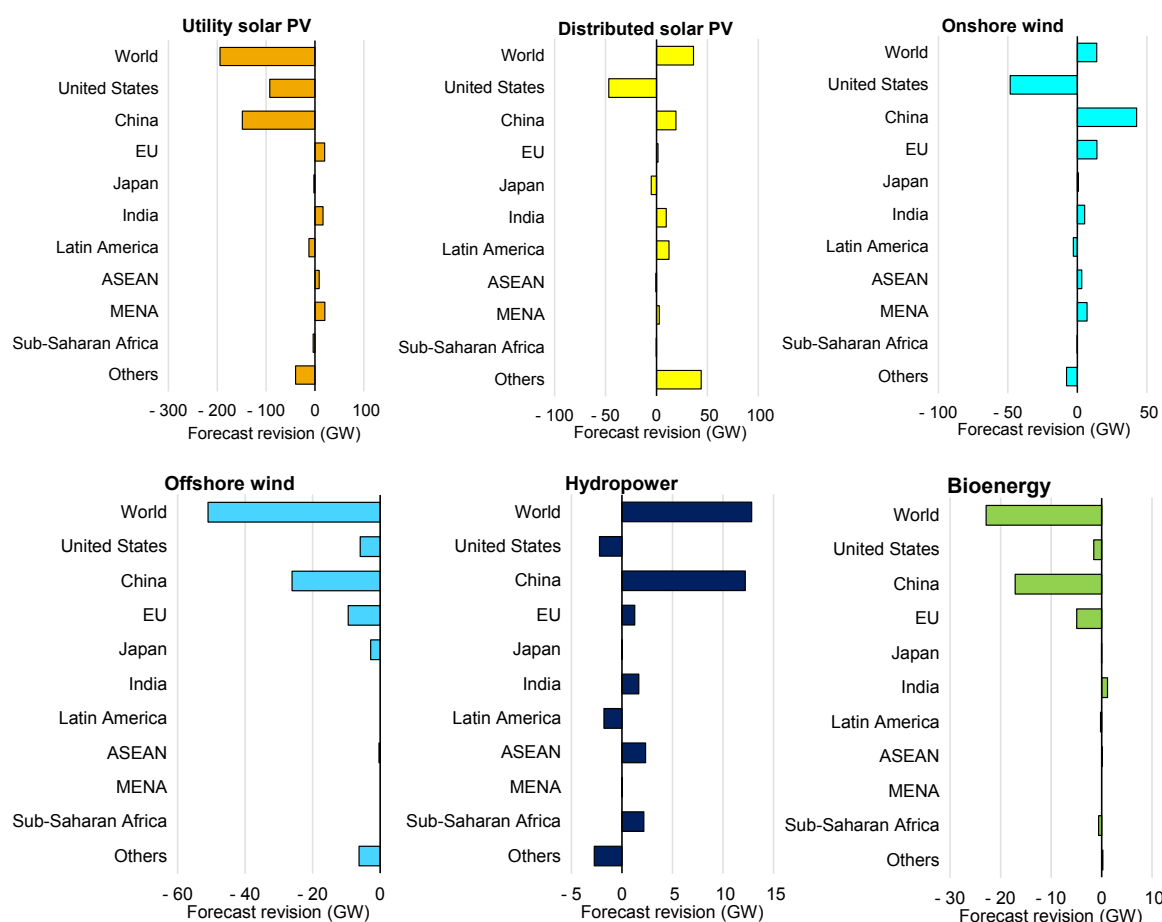 Utility solar PV
World
United States
China
EU
Japan
India
Latin America
ASEAN
MENA
Sub-Saharan Africa
Others
- 300 - 200 - 100 0 100
Forecast revision (GW)
Distributed solar PV
World
United States
China
EU
Japan
India
Latin America
ASEAN
MENA
Sub-Saharan Africa
Others
- 100 - 50 0 50 100
Forecast revision (GW)
Onshore wind
World
United States
China
EU
Japan
India
Latin America
ASEAN
MENA
Sub-Saharan Africa
Others
- 100 - 50 0 50
Forecast revision (GW)
Offshore wind
World
United States
China
EU
Japan
India
Latin America
ASEAN
MENA
Sub-Saharan Africa
Others
- 60 - 40 - 20 0
Forecast revision (GW)
Hydropower
World
United States
China
EU
Japan
India
Latin America
ASEAN
MENA
Sub-Saharan Africa
Others
- 5 0 5 10 15
Forecast revision (GW)
Bioenergy
World
United States
China
EU
Japan
India
Latin America
ASEAN
MENA
Sub-Saharan Africa
Others
- 30 - 20 - 10 0 10
Forecast revision (GW)